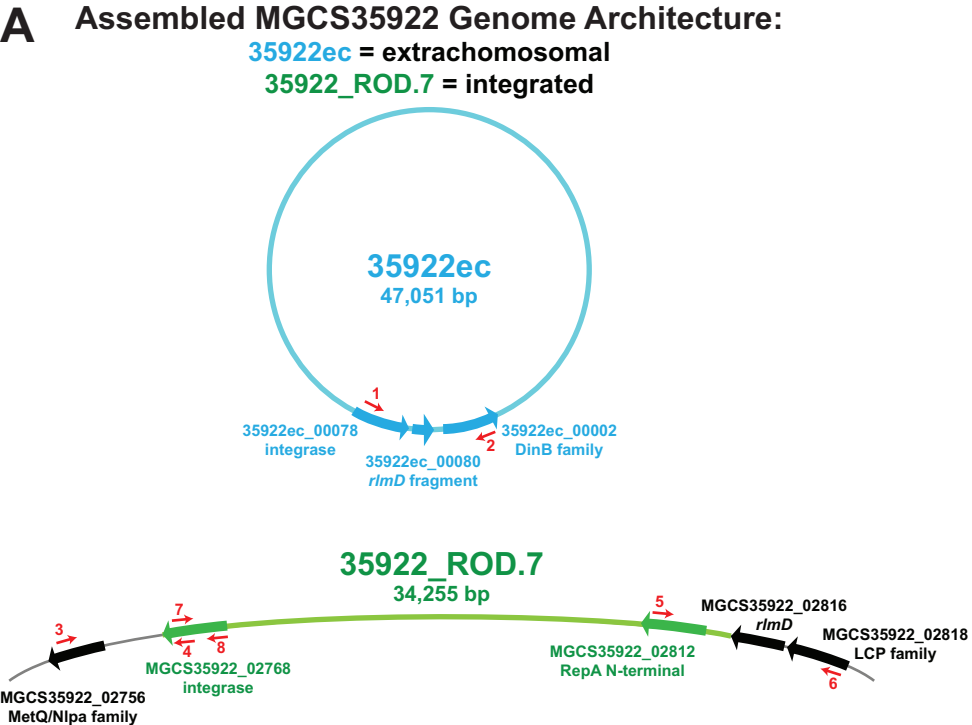 A
Assembled MGCS35922 Genome Architecture:
35922ec = extrachomosomal
35922_ROD.7 = integrated
35922ec
47,051 bp
1
35922ec_00078
integrase
35922ec_00080
rlmD fragment
2
35922ec_00002
DinB family
35922_ROD.7
34,255 bp
3
7
4
8
5
6
MGCS35922_02756
MetQ/Nlpa family
MGCS35922_02768
integrase
MGCS35922_02812
RepA N-terminal
MGCS35922_02816
rlmD
MGCS35922_02818
LCP family